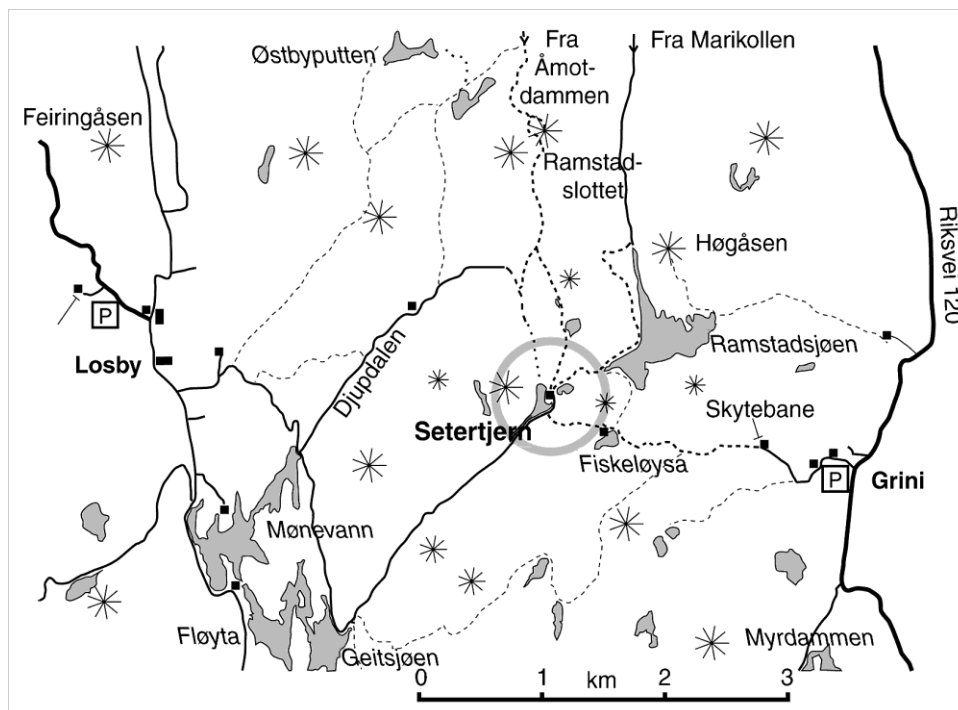 Østbyputten
Fra
Åmot-
dammen
Fra Marikollen
Feiringåsen
Ramstad-
slottet
Høgåsen
Riksvei 120
P
Losby
Djupdalen
Ramstadsjøen
Setertjern
Skytebane
Fiskeløysa
P
Grini
Mønevann
Fløyta
Geitsjøen
Myrdammen
0
1
km
2
3